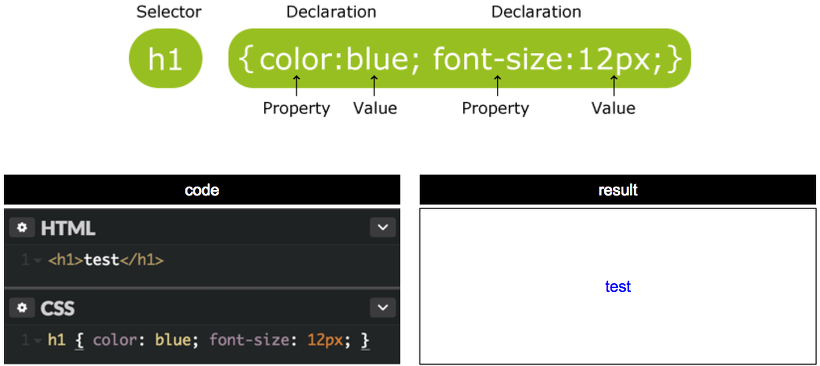 Selector Declaration Declaration
h1 {color:blue; font-size:12px;}
Property Value Property Value
code
HTML
1 <h1>test</h1>
CSS
1 h1 { color: blue; font-size: 12px; }
result
test